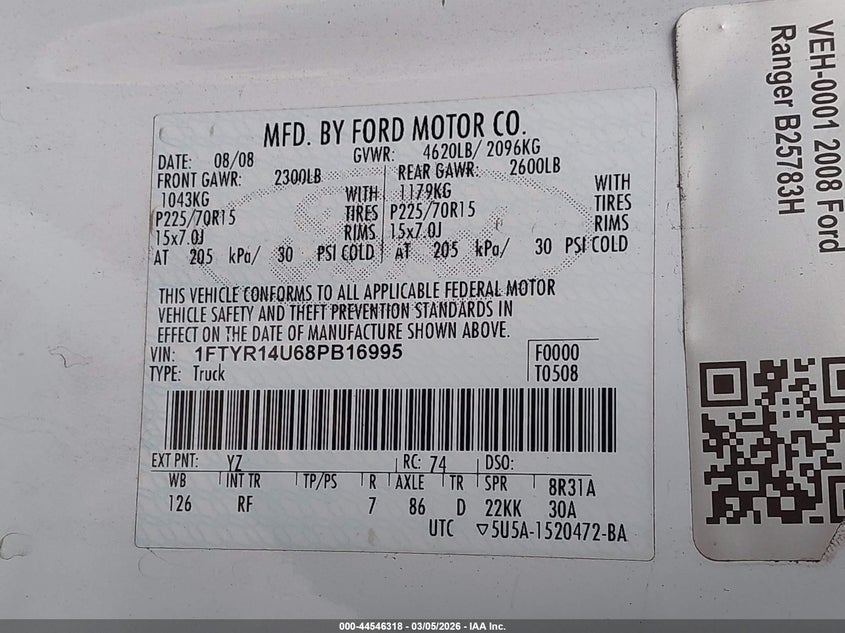 MFD. BY FORD MOTOR CO.
DATE: 08/08 GVWR: 4620LB/ 2096KG
FRONT GAWR: 2300LB REAR GAWR: 2600LB
1043KG WITH 1179KG WITH
P225/70R15 TIRES P225/70R15 TIRES
15x7.0J RIMS 15x7.0J RIMS
AT 205 kPa/ 30 PSI COLD AT 205 kPa/ 30 PSI COLD
THIS VEHICLE CONFORMS TO ALL APPLICABLE FEDERAL MOTOR
VEHICLE SAFETY AND THEFT PREVENTION STANDARDS IN
EFFECT ON THE DATE OF MANUFACTURE SHOWN ABOVE.
VIN: 1FTYR14U68PB16995 F0000
TYPE: Truck T0508
EXT PNT: YZ RC: 74 DSO:
WB INT TR TP/PS R AXLE TR SPR 8R31A
126 RF 7 86 D 22KK 30A
UTC ▽5U5A-1520472-BA
VEH-0001 2008 Ford
Ranger B25783H
000-44546318 - 03/05/2026 - IAA Inc.